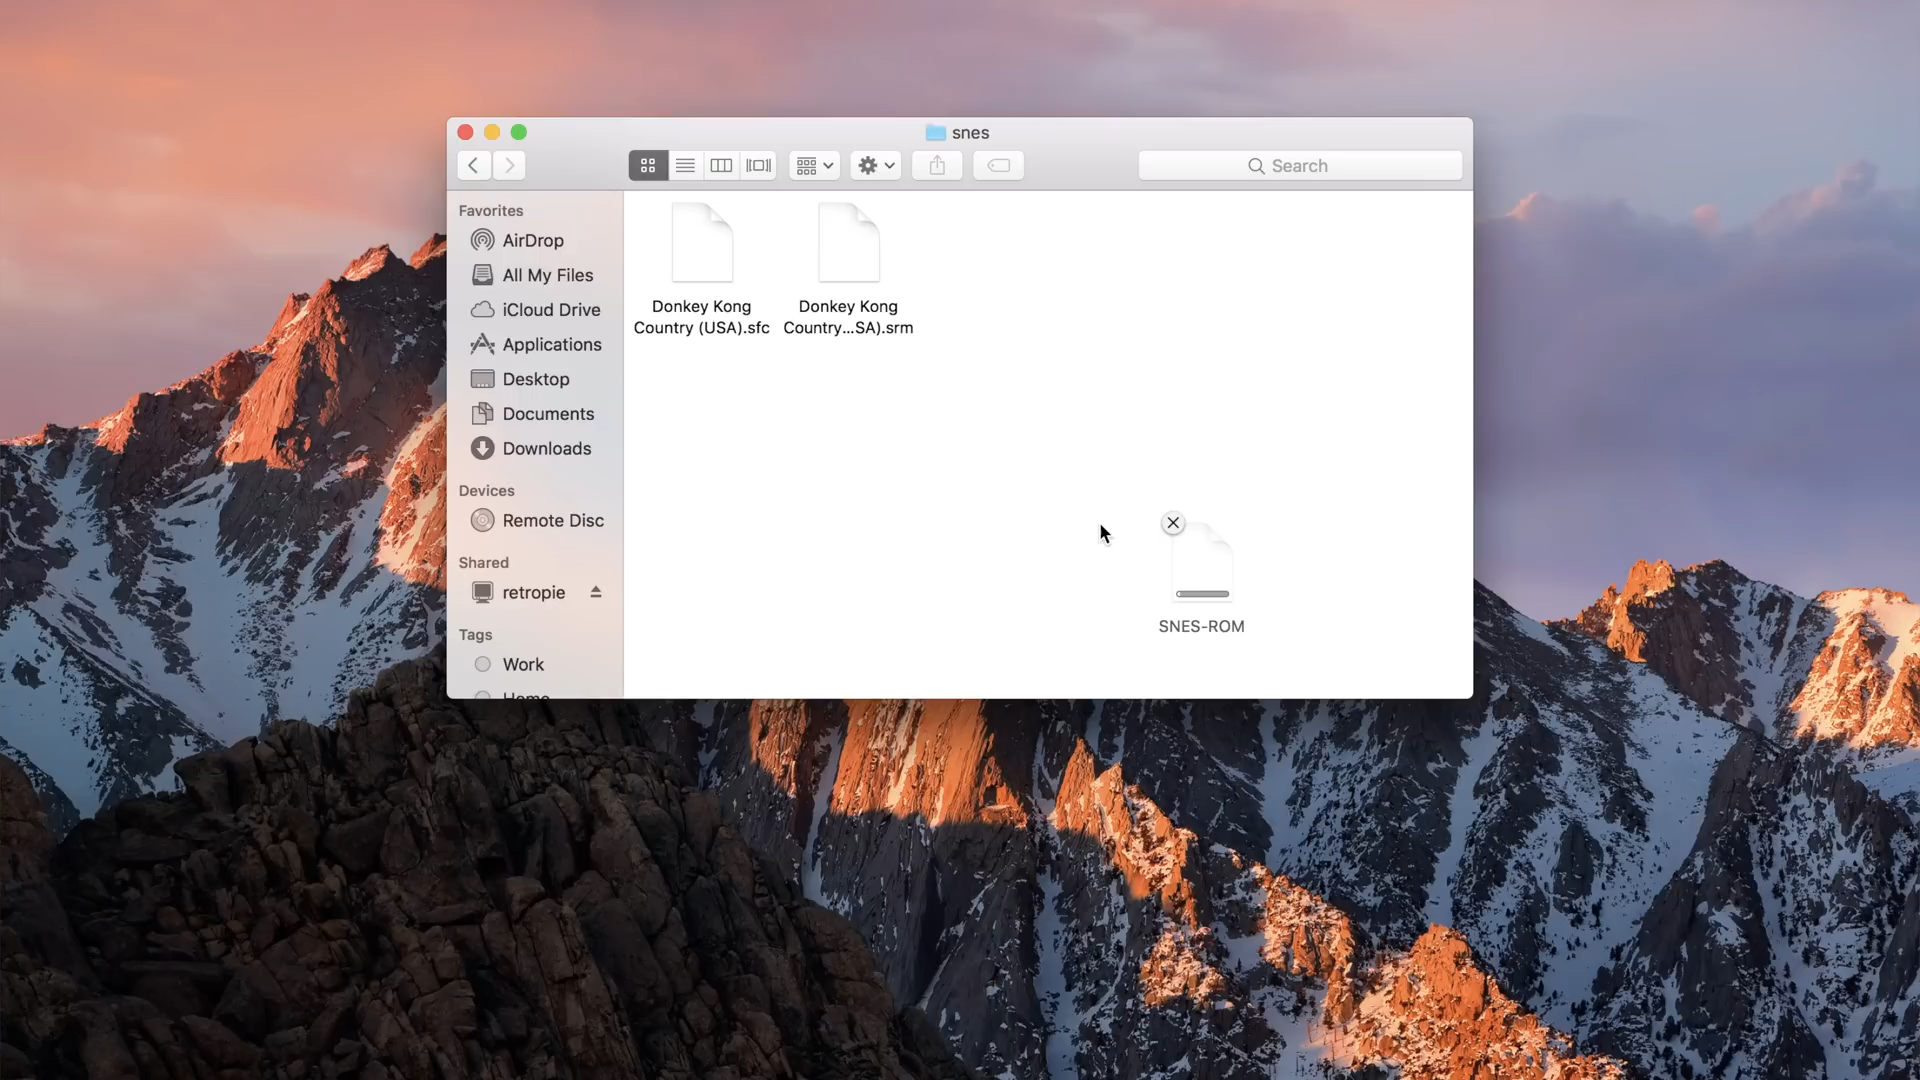 snes
Search
Favorites
AirDrop
All My Files
iCloud Drive
Applications
Desktop
Documents
Downloads
Devices
Remote Disc
Shared
retropie
Tags
Work
Home
Donkey Kong
Country (USA).sfc
Donkey Kong
Country...SA).srm
SNES-ROM